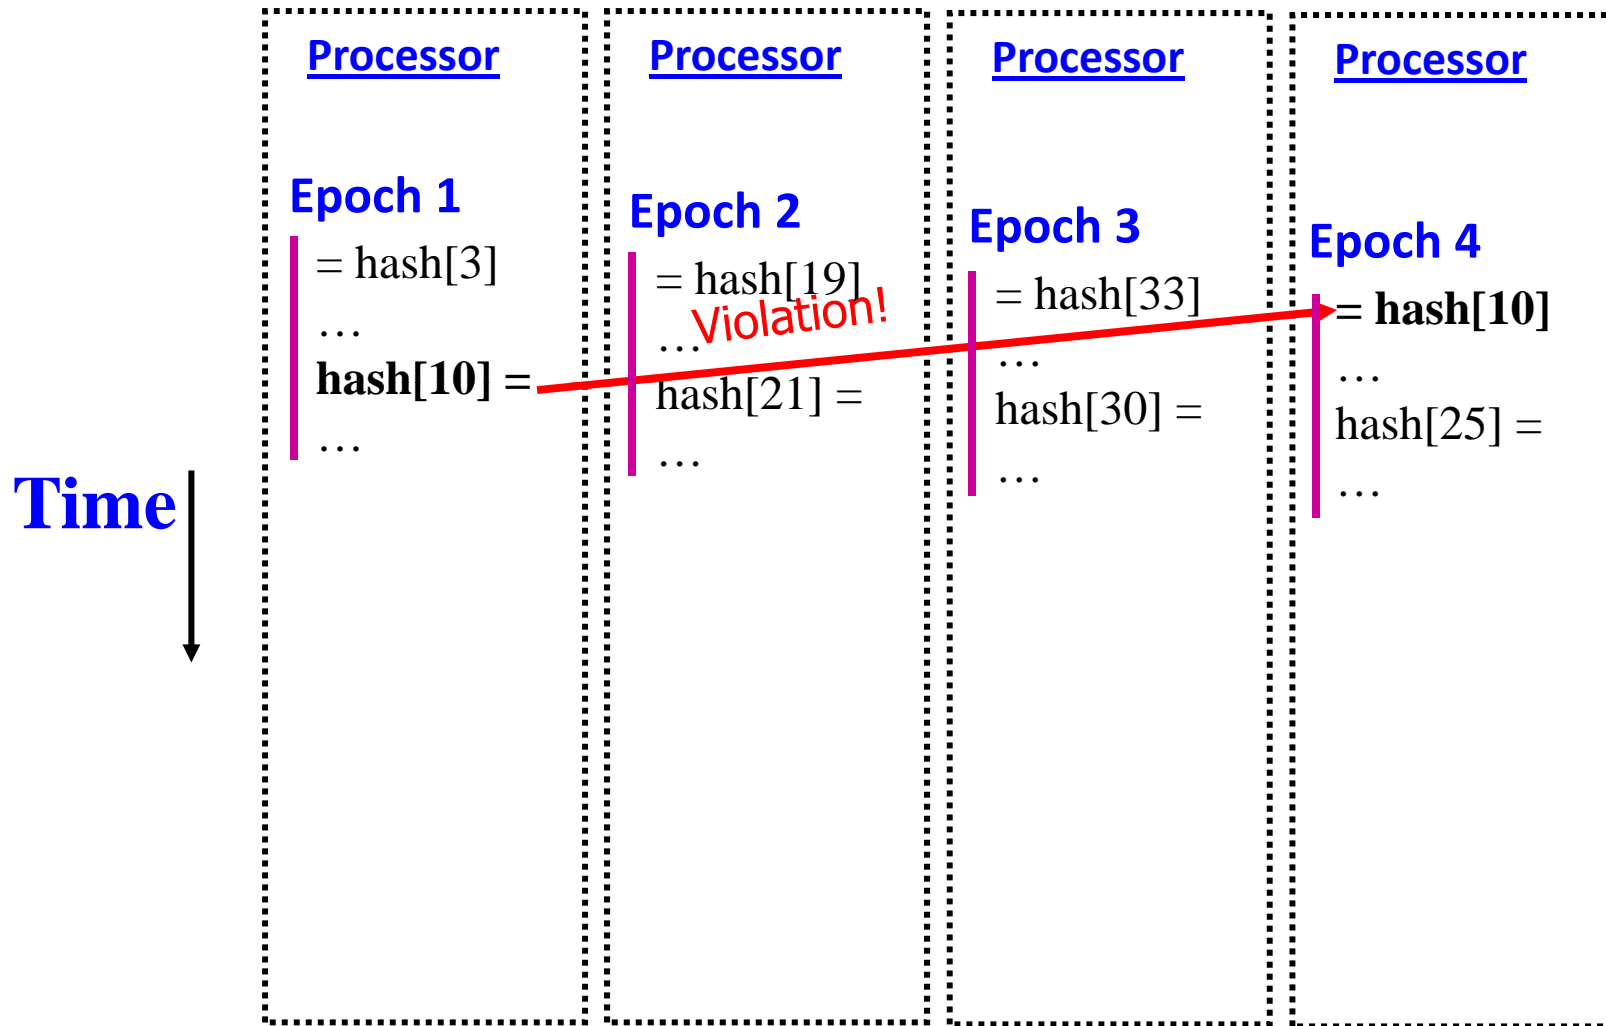 Processor
Processor
Processor
Processor
Epoch 1
= hash[3]
…
hash[10] =
…
Epoch 2
= hash[19]
…
hash[21] =
…
Violation!
Epoch 3
= hash[33]
…
hash[30] =
…
Epoch 4
= hash[10]
…
hash[25] =
…
Time